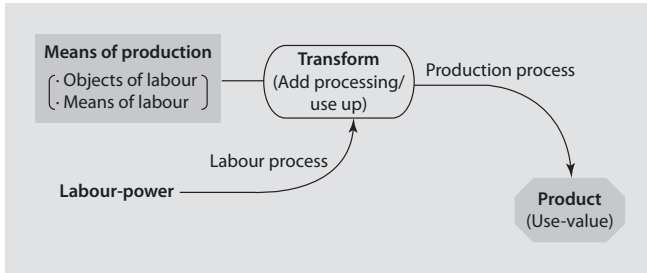 Means of production
· Objects of labour
· Means of labour
Transform
(Add processing/
use up)
Production process
Labour process
Labour-power
Product
(Use-value)